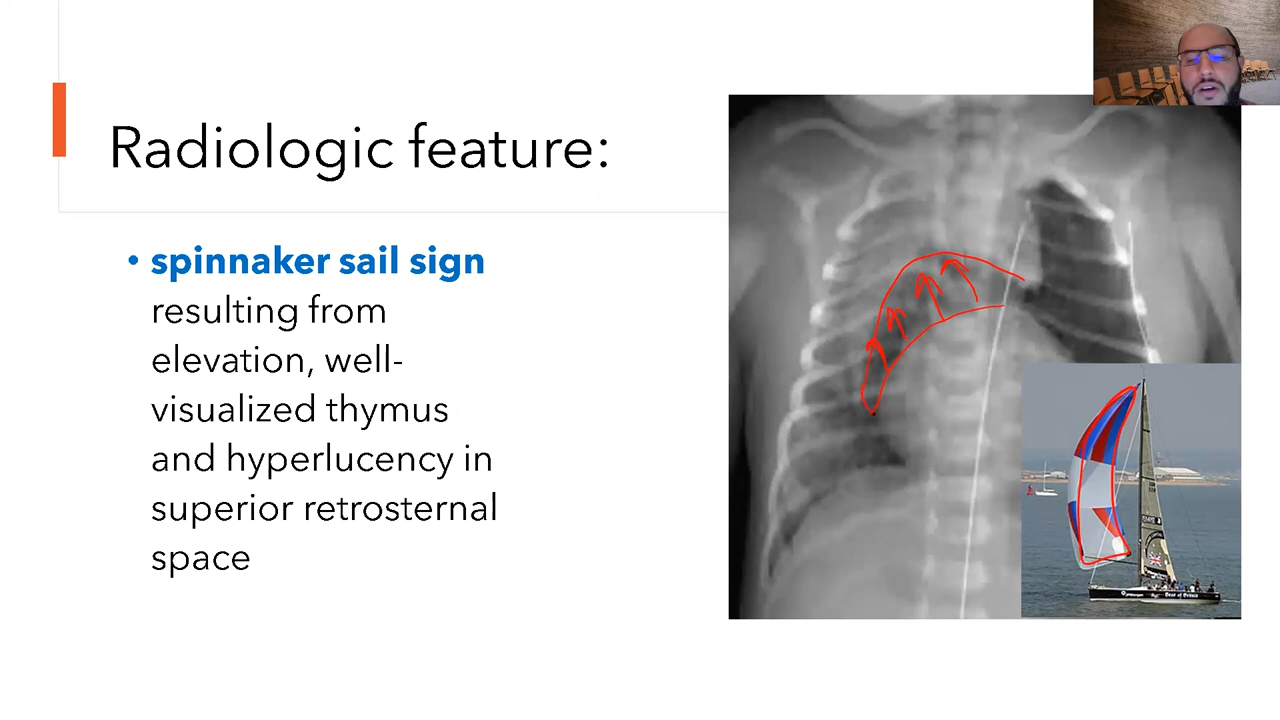 Radiologic feature:
• spinnaker sail sign
resulting from
elevation, well-
visualized thymus
and hyperlucency in
superior retrosternal
space